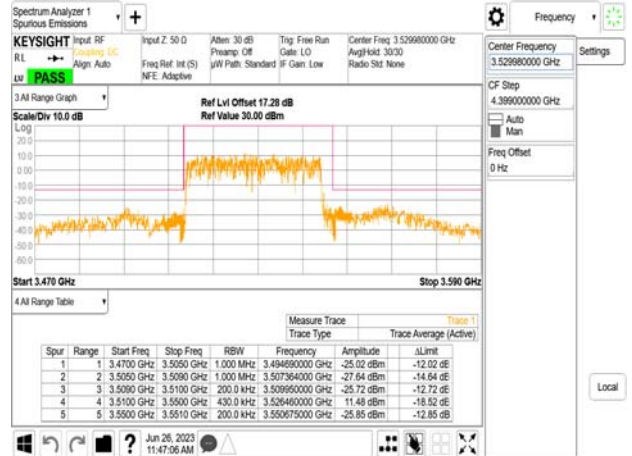 Spectrum Analyzer 1
Spurious Emissions
Frequency
KEYSIGHT
Input: RF
Coupling: DC
Align: Auto
Input Z: 50 Ω
Freq Ref: Int (S)
NFE: Adaptive
Atten: 30 dB
Preamp: Off
µW Path: Standard
Trig: Free Run
Gate: LO
IF Gain: Low
Center Freq: 3.529980000 GHz
Avg|Hold: 30/30
Radio Std: None
RL
LW PASS
Center Frequency
3.529980000 GHz
Settings
CF Step
4.399000000 GHz
Auto
Man
Freq Offset
0 Hz
3 All Range Graph
Scale/Div 10.0 dB
Ref Lvl Offset 17.28 dB
Ref Value 30.00 dBm
Log
20.0
10.0
0.00
-10.0
-20.0
-30.0
-40.0
-50.0
-60.0
Start 3.470 GHz
Stop 3.590 GHz
4 All Range Table
Measure Trace Trace 1
Trace Type Trace Average (Active)
Spur Range Start Freq Stop Freq RBW Frequency Amplitude ΔLimit
1 1 3.4700 GHz 3.5050 GHz 1.000 MHz 3.494690000 GHz -25.02 dBm -12.02 dB
2 2 3.5050 GHz 3.5090 GHz 1.000 MHz 3.507364000 GHz -27.64 dBm -14.64 dB
3 3 3.5090 GHz 3.5100 GHz 200.0 kHz 3.509950000 GHz -25.72 dBm -12.72 dB
4 4 3.5100 GHz 3.5500 GHz 430.0 kHz 3.526460000 GHz 11.48 dBm -18.52 dB
5 5 3.5500 GHz 3.5510 GHz 200.0 kHz 3.550675000 GHz -25.85 dBm -12.85 dB
Local
Jun 26, 2023
11:47:06 AM